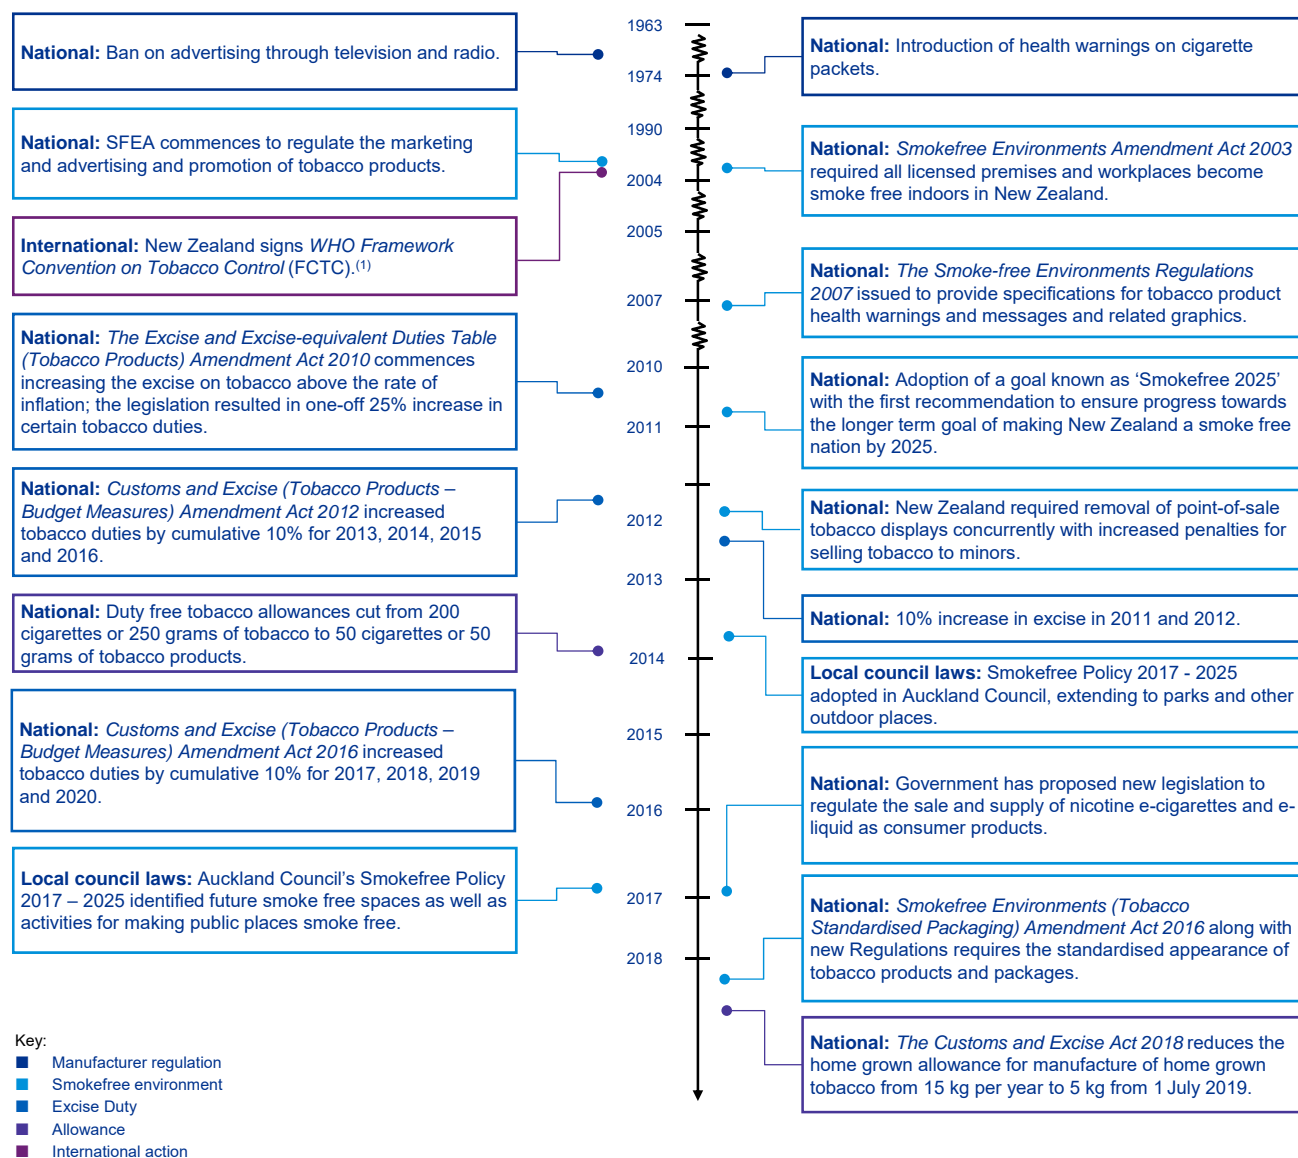 National: Ban on advertising through television and radio.
National: SFEA commences to regulate the marketing
and advertising and promotion of tobacco products.
International: New Zealand signs WHO Framework
Convention on Tobacco Control (FCTC).(1)
National: The Excise and Excise-equivalent Duties Table
(Tobacco Products) Amendment Act 2010 commences
increasing the excise on tobacco above the rate of
inflation; the legislation resulted in one-off 25% increase in
certain tobacco duties.
National: Customs and Excise (Tobacco Products –
Budget Measures) Amendment Act 2012 increased
tobacco duties by cumulative 10% for 2013, 2014, 2015
and 2016.
National: Duty free tobacco allowances cut from 200
cigarettes or 250 grams of tobacco to 50 cigarettes or 50
grams of tobacco products.
National: Customs and Excise (Tobacco Products –
Budget Measures) Amendment Act 2016 increased
tobacco duties by cumulative 10% for 2017, 2018, 2019
and 2020.
Local council laws: Auckland Council’s Smokefree Policy
2017 – 2025 identified future smoke free spaces as well as
activities for making public places smoke free.
1963
1974
1990
2004
2005
2007
2010
2011
2012
2013
2014
2015
2016
2017
2018
National: Introduction of health warnings on cigarette
packets.
National: Smokefree Environments Amendment Act 2003
required all licensed premises and workplaces become
smoke free indoors in New Zealand.
National: The Smoke-free Environments Regulations
2007 issued to provide specifications for tobacco product
health warnings and messages and related graphics.
National: Adoption of a goal known as ‘Smokefree 2025’
with the first recommendation to ensure progress towards
the longer term goal of making New Zealand a smoke free
nation by 2025.
National: New Zealand required removal of point-of-sale
tobacco displays concurrently with increased penalties for
selling tobacco to minors.
National: 10% increase in excise in 2011 and 2012.
Local council laws: Smokefree Policy 2017 - 2025
adopted in Auckland Council, extending to parks and other
outdoor places.
National: Government has proposed new legislation to
regulate the sale and supply of nicotine e-cigarettes and e-
liquid as consumer products.
National: Smokefree Environments (Tobacco
Standardised Packaging) Amendment Act 2016 along with
new Regulations requires the standardised appearance of
tobacco products and packages.
National: The Customs and Excise Act 2018 reduces the
home grown allowance for manufacture of home grown
tobacco from 15 kg per year to 5 kg from 1 July 2019.
Key:
Manufacturer regulation
Smokefree environment
Excise Duty
Allowance
International action